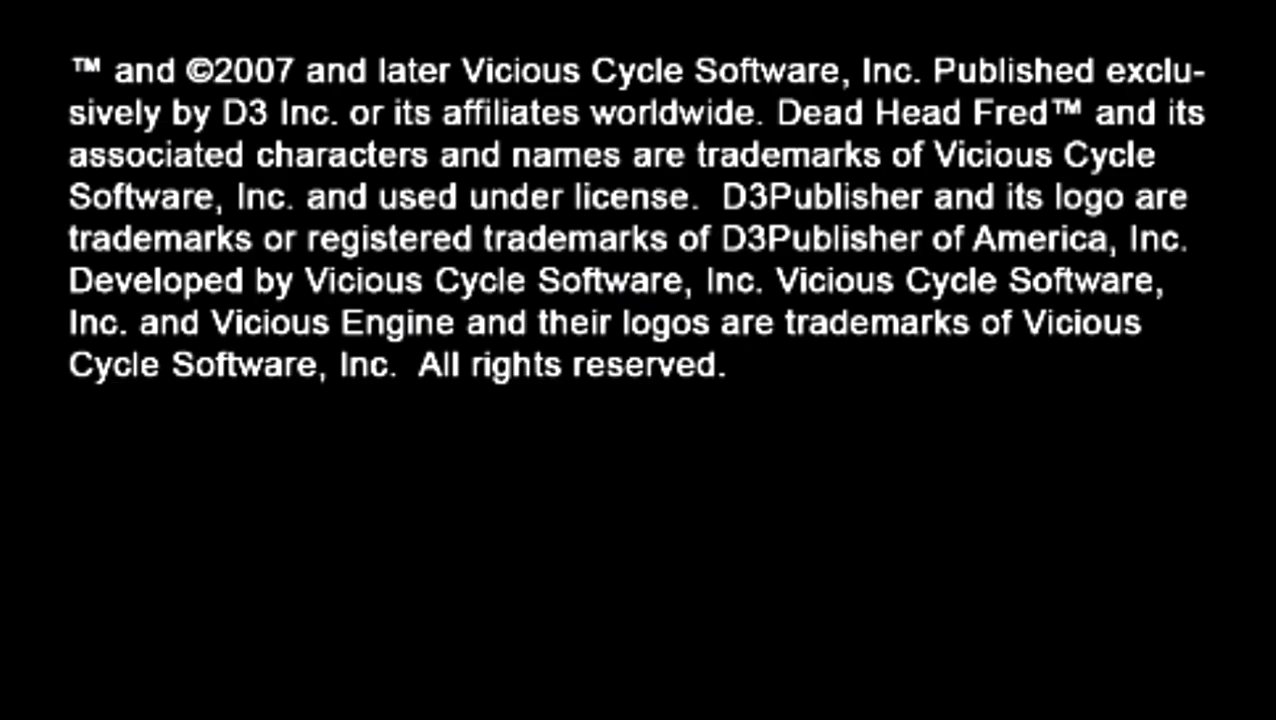 ™ and ©2007 and later Vicious Cycle Software, Inc. Published exclu-
sively by D3 Inc. or its affiliates worldwide. Dead Head Fred™ and its
associated characters and names are trademarks of Vicious Cycle
Software, Inc. and used under license.  D3Publisher and its logo are
trademarks or registered trademarks of D3Publisher of America, Inc.
Developed by Vicious Cycle Software, Inc. Vicious Cycle Software,
Inc. and Vicious Engine and their logos are trademarks of Vicious
Cycle Software, Inc.  All rights reserved.